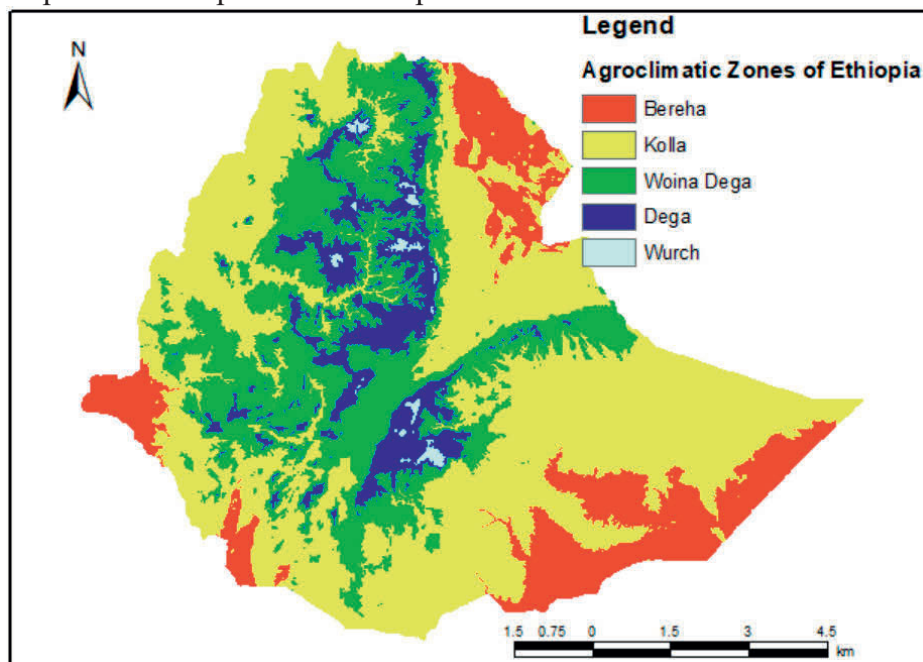 Legend
N
Agroclimatic Zones of Ethiopia
Bereha
Kolla
Woina Dega
Dega
Wurch
1.5 0.75 0 1.5 3 4.5
km